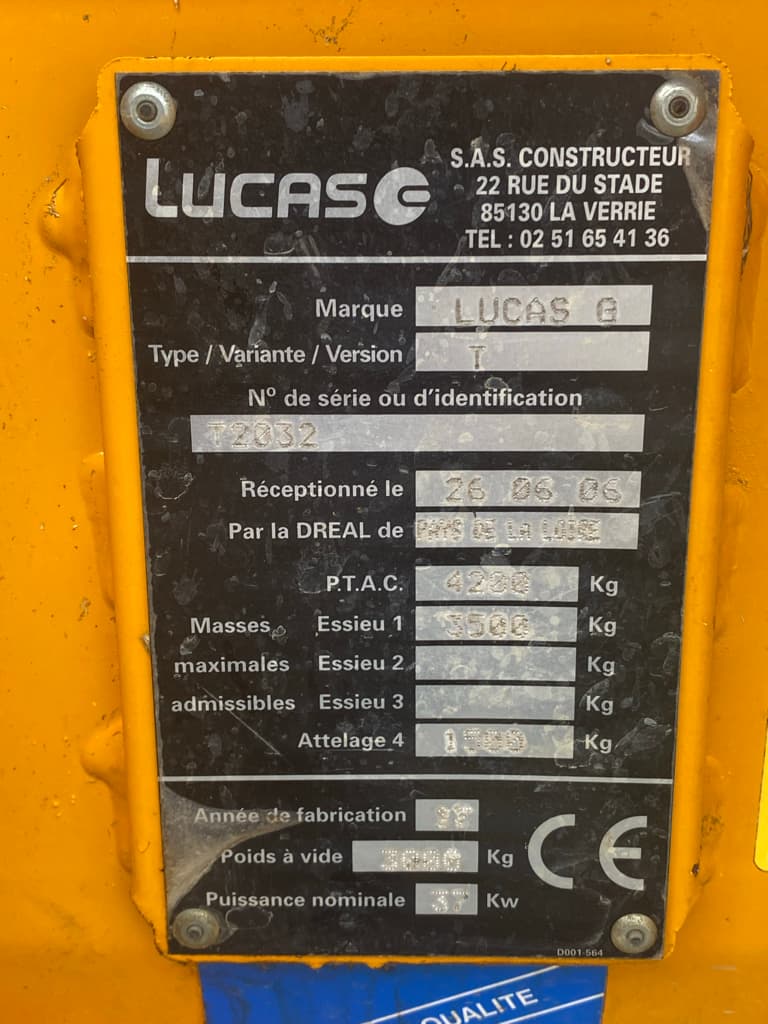 LUCAS G
S.A.S. CONSTRUCTEUR
22 RUE DU STADE
85130 LA VERRIE
TEL : 02 51 65 41 36
Marque LUCAS G
Type / Variante / Version T
Nº de série ou d'identification
T2032
Réceptionné le 26 06 06
Par la DREAL de PAYS DE LA LOIRE
P.T.A.C. 4200 Kg
Masses Essieu 1 3500 Kg
maximales Essieu 2 Kg
admissibles Essieu 3 Kg
Attelage 4 1500 Kg
Année de fabrication
Poids à vide 3000 Kg
Puissance nominale 37 Kw
CE
D001-564
QUALITE